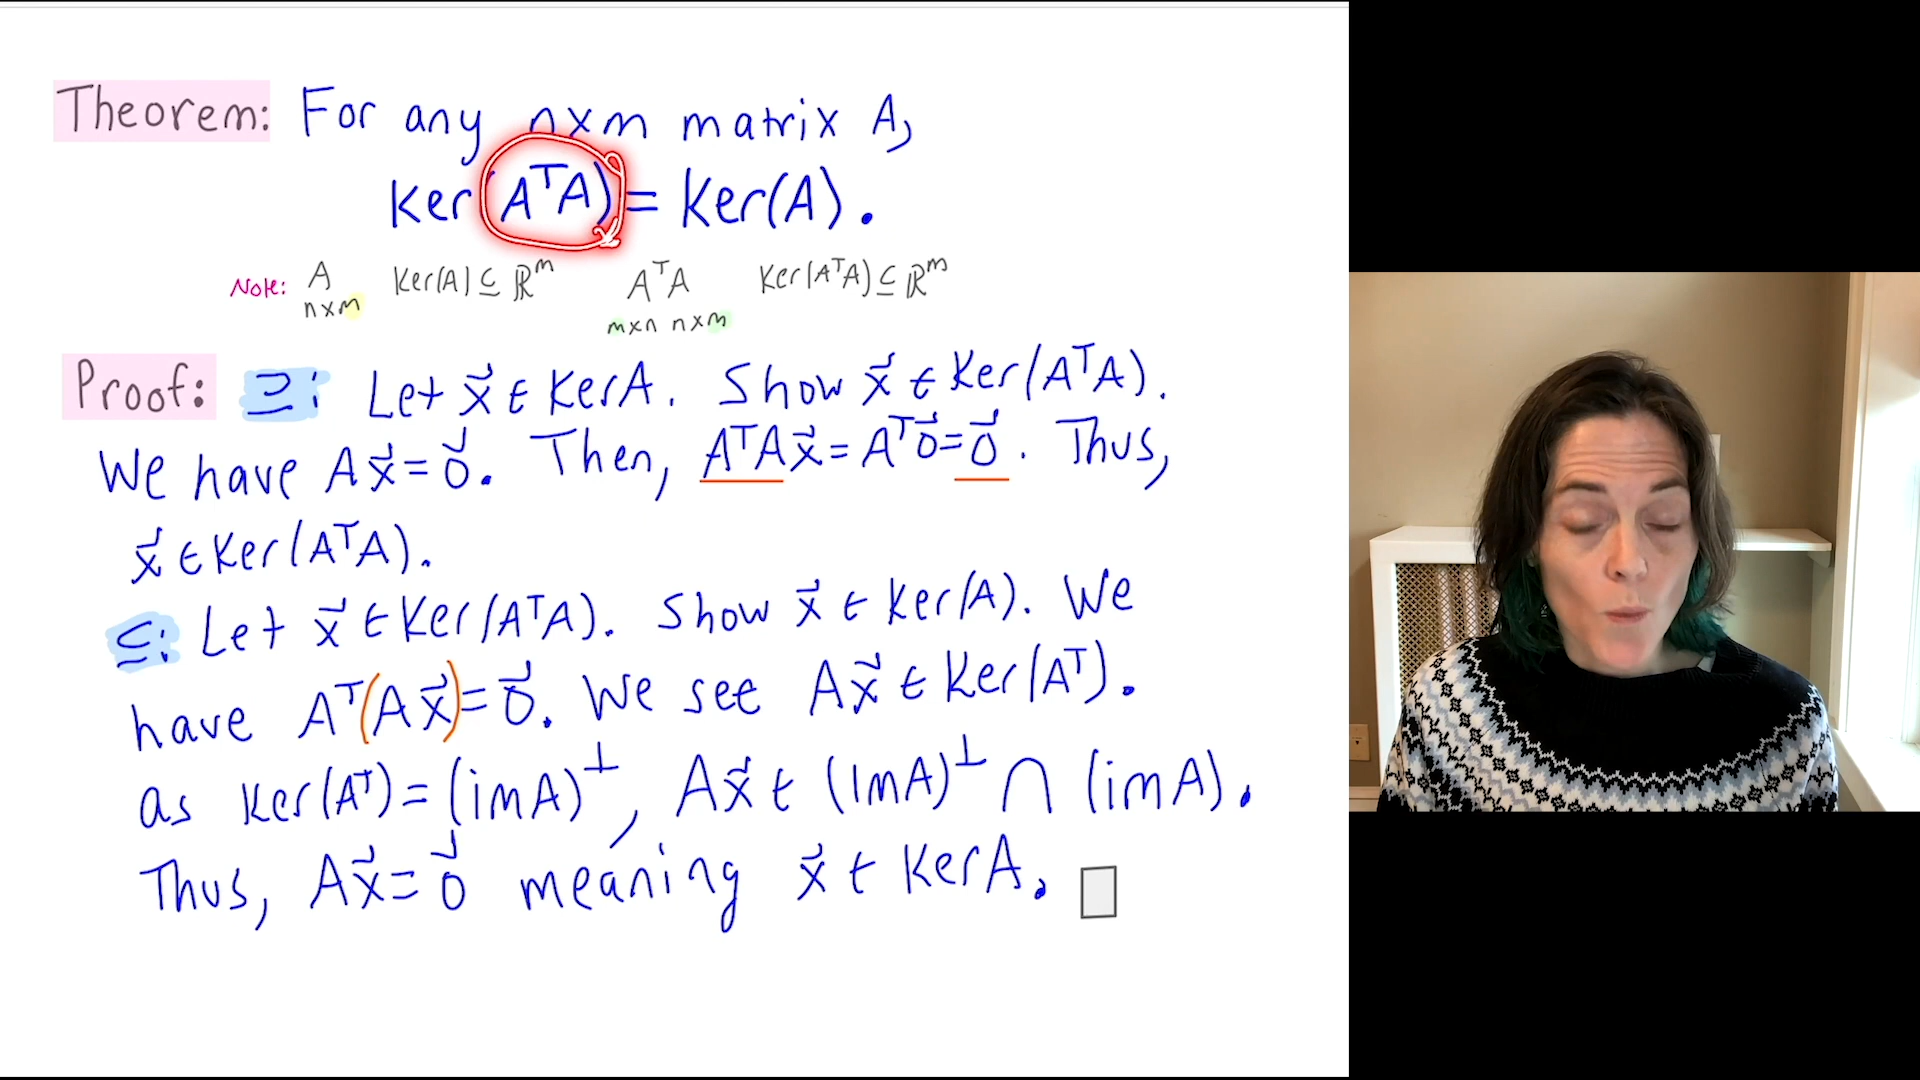 Theorem: For any n×m matrix A,
Ker(AᵀA) = Ker(A).
Note: A Ker(A) ⊆ ℝᵐ AᵀA Ker(AᵀA) ⊆ ℝᵐ
n×m m×n n×m
Proof: ⊇: Let x⃗ ∈ KerA. Show x⃗ ∈ Ker(AᵀA).
We have Ax⃗ = 0⃗. Then, AᵀAx⃗ = Aᵀ0⃗ = 0⃗. Thus,
x⃗ ∈ Ker(AᵀA).
⊆: Let x⃗ ∈ Ker(AᵀA). Show x⃗ ∈ Ker(A). We
have Aᵀ(Ax⃗) = 0⃗. We see Ax⃗ ∈ Ker(Aᵀ).
as Ker(Aᵀ) = (imA)⊥, Ax⃗ ∈ (imA)⊥ ∩ (imA).
Thus, Ax⃗ = 0⃗ meaning x⃗ ∈ KerA. □